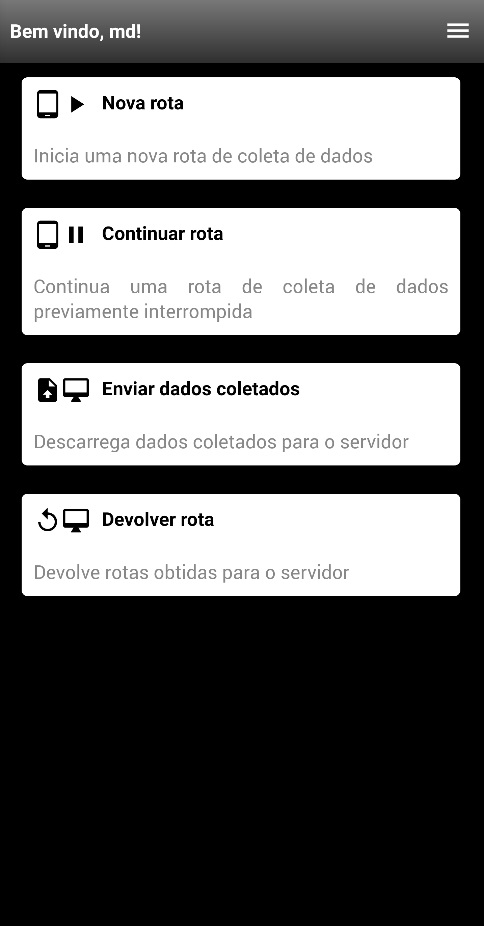 Bem vindo, md!
Nova rota
Inicia uma nova rota de coleta de dados
Continuar rota
Continua uma rota de coleta de dados
previamente interrompida
Enviar dados coletados
Descarrega dados coletados para o servidor
Devolver rota
Devolve rotas obtidas para o servidor